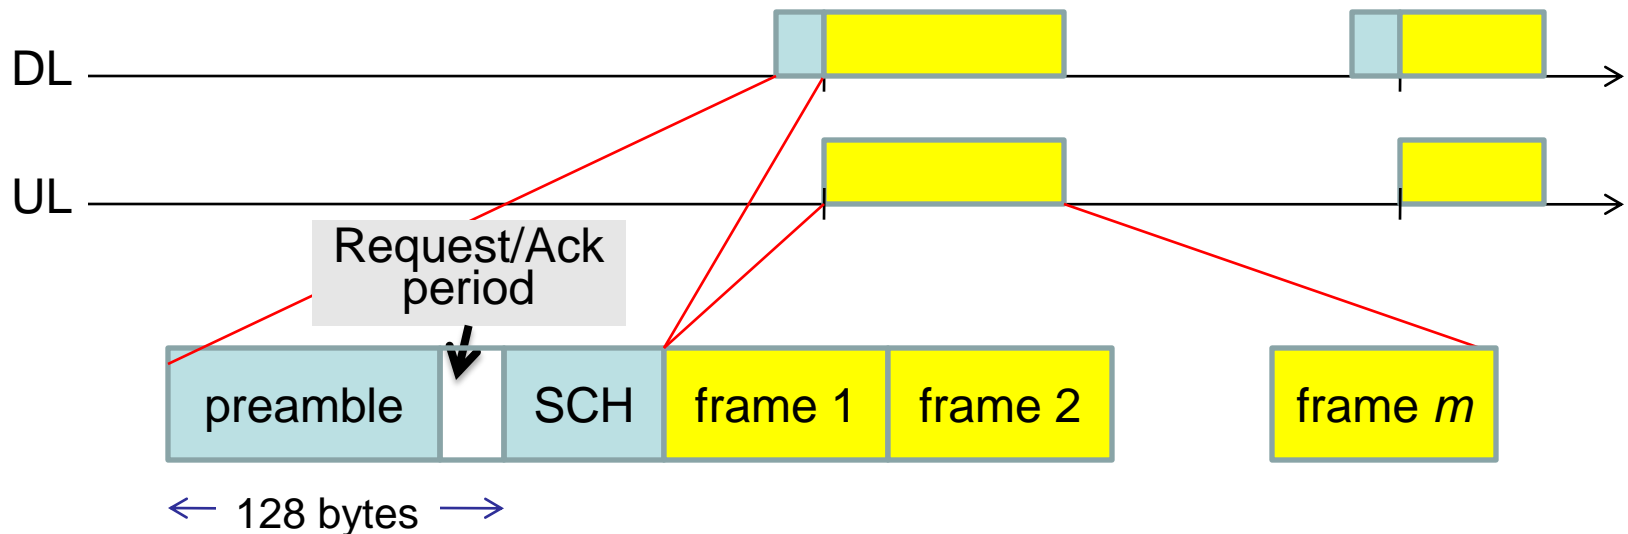 DL
UL
Request/Ack
period
preamble
SCH
frame 1
frame 2
frame m
128 bytes